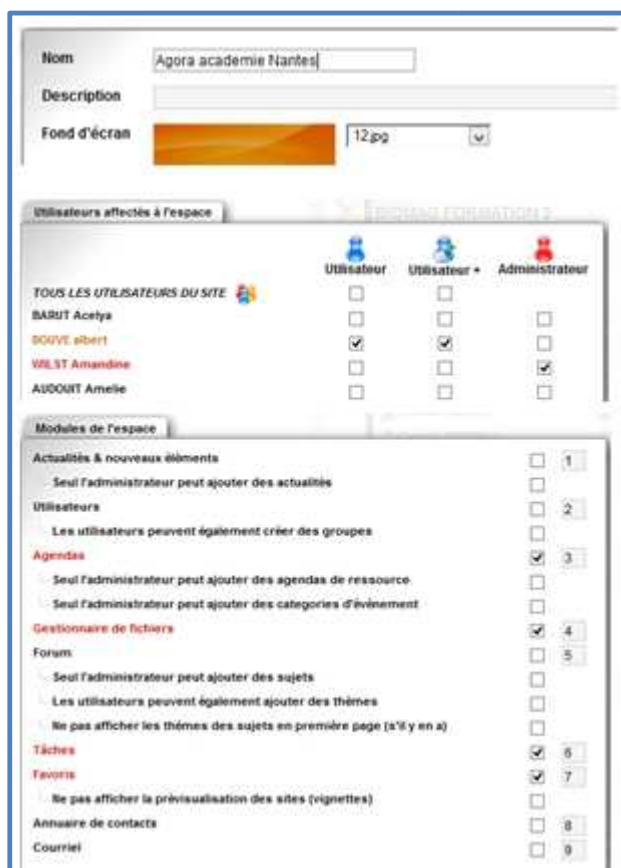 Nom Agora academie Nantes
Description
Fond d'écran 12.jpg
Utilisateurs affectés à l'espace
Utilisateur Utilisateur + Administrateur
TOUS LES UTILISATEURS DU SITE
BARUT Acelya
BOUVE albert
WILST Amandine
AUDOUIT Amelie
Modules de l'espace
Actualités & nouveaux éléments 1
Seul l'administrateur peut ajouter des actualités
Utilisateurs 2
Les utilisateurs peuvent également créer des groupes
Agendas 3
Seul l'administrateur peut ajouter des agendas de ressource
Seul l'administrateur peut ajouter des categories d'évènement
Gestionnaire de fichiers 4
Forum 5
Seul l'administrateur peut ajouter des sujets
Les utilisateurs peuvent également ajouter des thèmes
Ne pas afficher les thèmes des sujets en première page (s'il y en a)
Tâches 6
Favoris 7
Ne pas afficher la prévisualisation des sites (vignettes)
Annuaire de contacts 8
Courriel 9